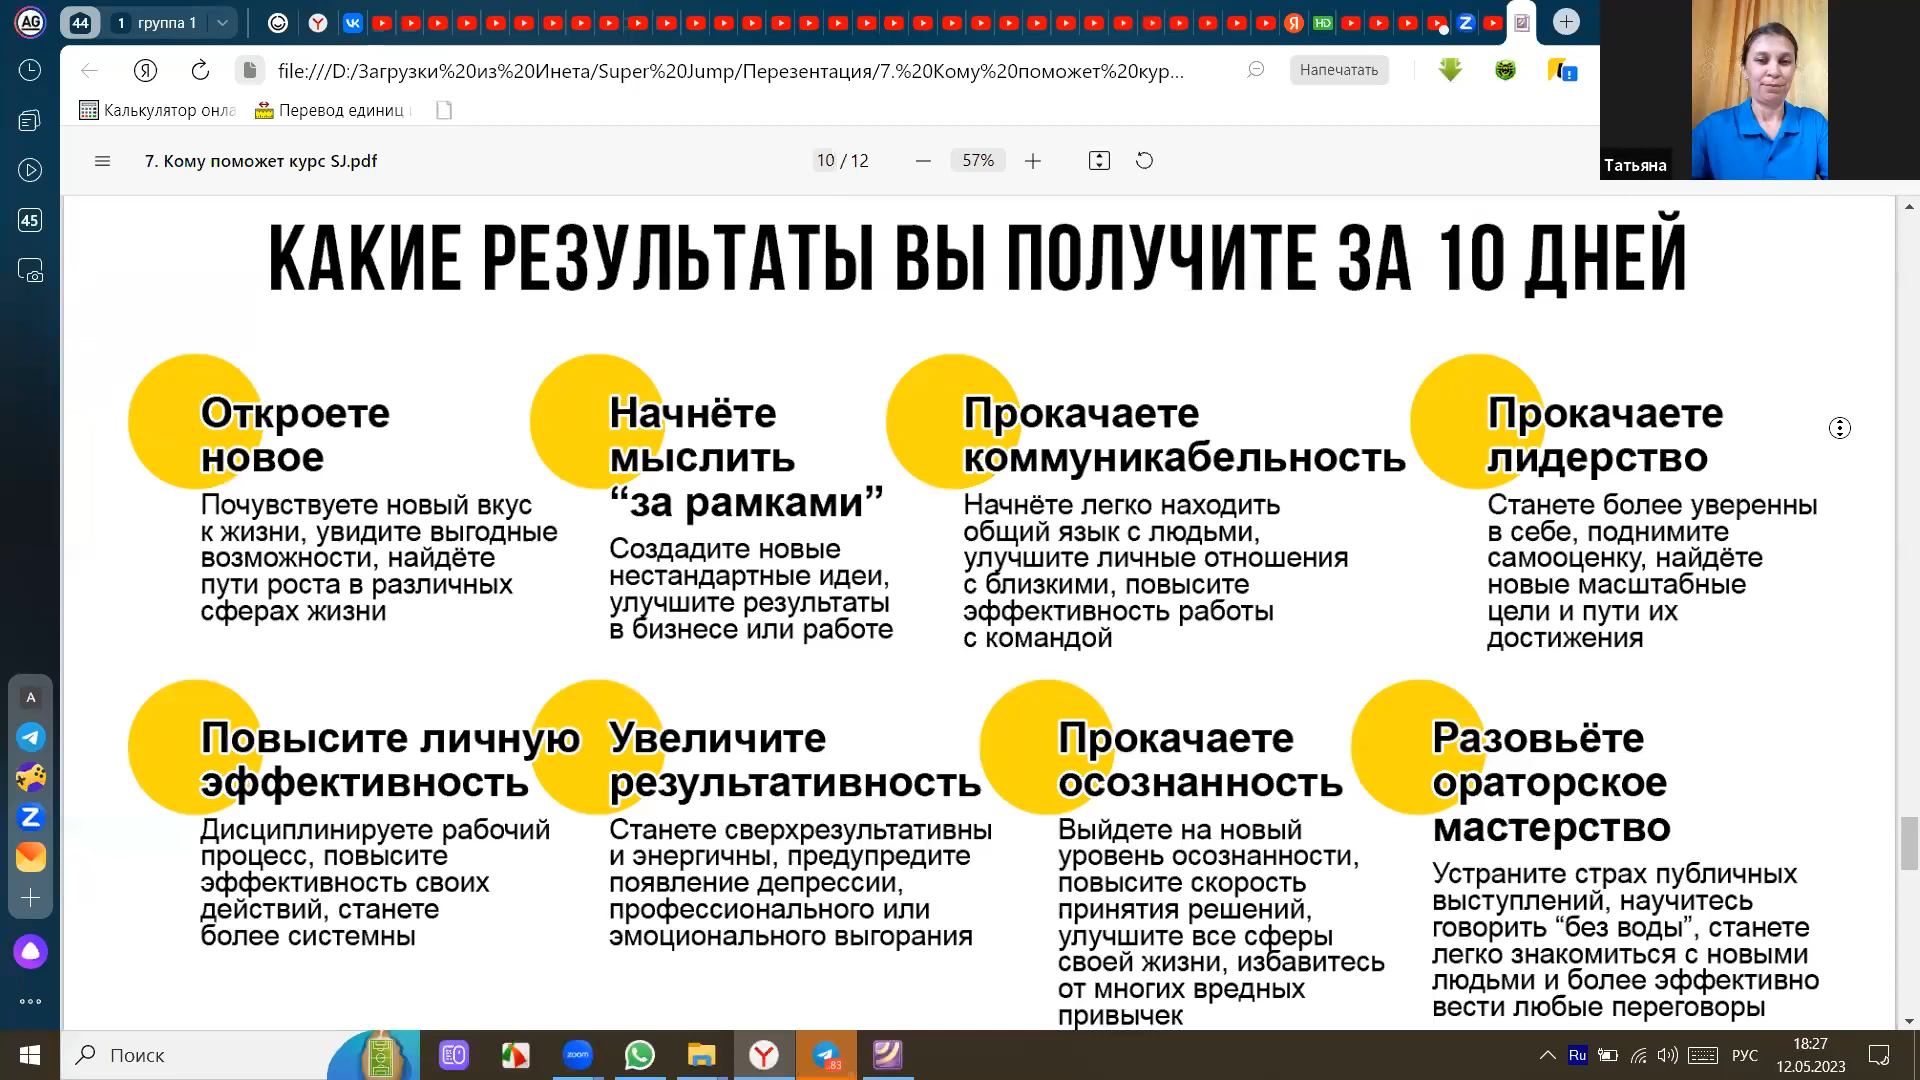 44
1 группа 1
HD
file:///D:/Загрузки%20из%20Инета/Super%20Jump/Перезентация/7.%20Кому%20поможет%20кур...
Напечатать
Калькулятор онла
Перевод единиц
7. Кому поможет курс SJ.pdf
10 / 12
57%
Татьяна
45
КАКИЕ РЕЗУЛЬТАТЫ ВЫ ПОЛУЧИТЕ ЗА 10 ДНЕЙ
Откроете
новое
Почувствуете новый вкус
к жизни, увидите выгодные
возможности, найдёте
пути роста в различных
сферах жизни
Начнёте
мыслить
“за рамками”
Создадите новые
нестандартные идеи,
улучшите результаты
в бизнесе или работе
Прокачаете
коммуникабельность
Начнёте легко находить
общий язык с людьми,
улучшите личные отношения
с близкими, повысите
эффективность работы
с командой
Прокачаете
лидерство
Станете более уверенны
в себе, поднимите
самооценку, найдёте
новые масштабные
цели и пути их
достижения
Повысите личную
эффективность
Дисциплинируете рабочий
процесс, повысите
эффективность своих
действий, станете
более системны
Увеличите
результативность
Станете сверхрезультативны
и энергичны, предупредите
появление депрессии,
профессионального или
эмоционального выгорания
Прокачаете
осознанность
Выйдете на новый
уровень осознанности,
повысите скорость
принятия решений,
улучшите все сферы
своей жизни, избавитесь
от многих вредных
привычек
Разовьёте
ораторское
мастерство
Устраните страх публичных
выступлений, научитесь
говорить “без воды”, станете
легко знакомиться с новыми
людьми и более эффективно
вести любые переговоры
A
Поиск
zoom
83
Ru
РУС
18:27
12.05.2023